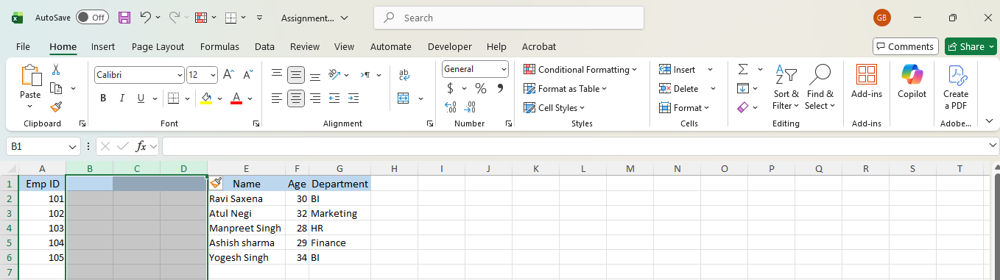 AutoSave Off Assignment... Search GB
File Home Insert Page Layout Formulas Data Review View Automate Developer Help Acrobat Comments Share
Paste
Clipboard
Calibri 12
B I U A
Font
ab
Alignment
General
$ % 9
.00
Number
Conditional Formatting
Format as Table
Cell Styles
Styles
Insert
Delete
Format
Cells
Sort &
Filter
Find &
Select
Editing
Add-ins
Add-ins
Copilot
Create
a PDF
Adobe...
B1 fx
A B C D E F G H I J K L M N O P Q R S T
1 Emp ID Name Age Department
2 101 Ravi Saxena 30 BI
3 102 Atul Negi 32 Marketing
4 103 Manpreet Singh 28 HR
5 104 Ashish sharma 29 Finance
6 105 Yogesh Singh 34 BI
7